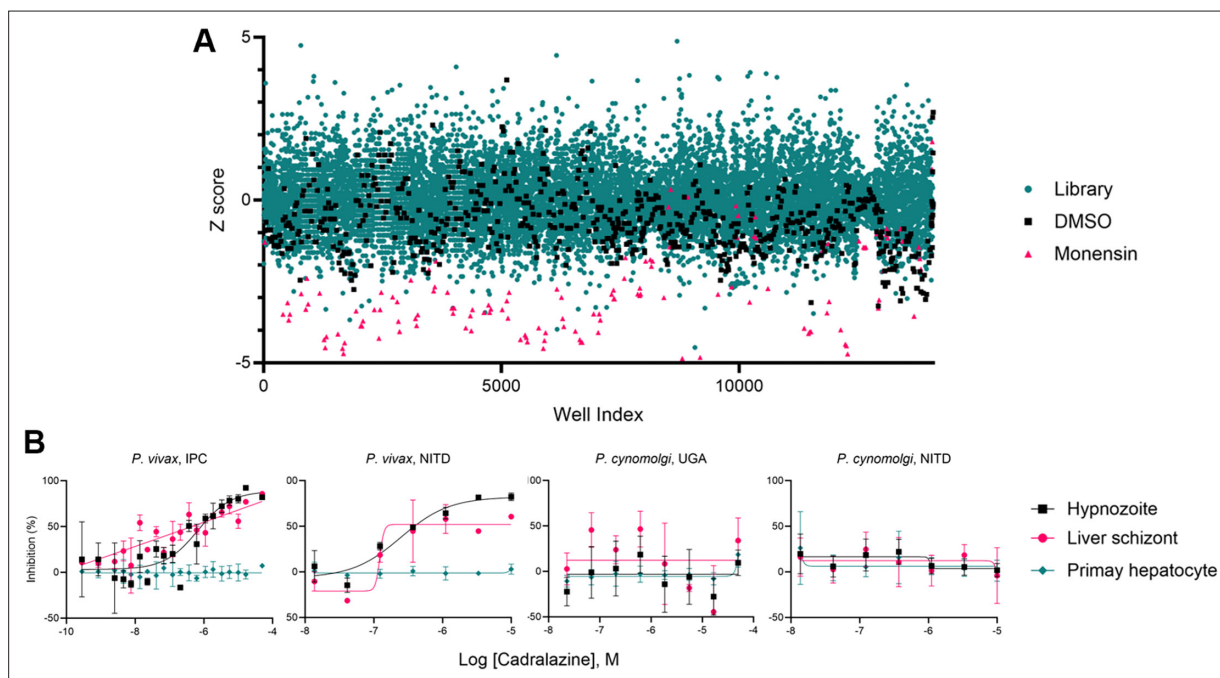 A
5
0
-5
Z score
0
5000
10000
Well Index
Library
DMSO
Monensin
B
P. vivax, IPC
P. vivax, NITD
P. cynomolgi, UGA
P. cynomolgi, NITD
Inhibition (%)
100
50
0
-50
-10
-8
-6
-4
100
50
0
-50
-8
-7
-6
-5
100
50
0
-50
-8
-7
-6
-5
-4
100
50
0
-50
-8
-7
-6
-5
Log [Cadralazine], M
Hypnozoite
Liver schizont
Primay hepatocyte